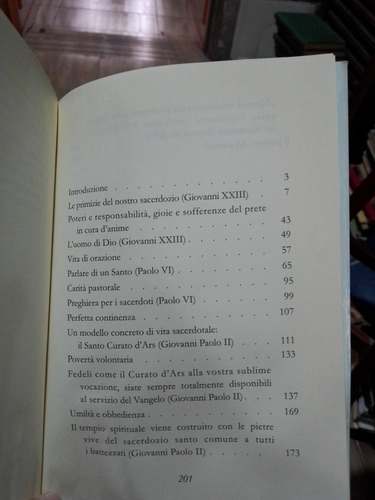 Introduzione . . . . . . . . . . 3
Le primizie del nostro sacerdozio (Giovanni XXIII) . 7
Poteri e responsabilità, gioie e sofferenze del prete
in cura d'anime . . . . . . . . . 43
L'uomo di Dio (Giovanni XXIII) . . . . . . 49
Vita di orazione . . . . . . . . . 57
Parlare di un Santo (Paolo VI) . . . . . . 65
Carità pastorale . . . . . . . . . 95
Preghiera per i sacerdoti (Paolo VI) . . . . . 99
Perfetta continenza . . . . . . . . 107
Un modello concreto di vita sacerdotale:
il Santo Curato d'Ars (Giovanni Paolo II) . . . 111
Povertà volontaria . . . . . . . . 133
Fedeli come il Curato d'Ars alla vostra sublime
vocazione, siate sempre totalmente disponibili
al servizio del Vangelo (Giovanni Paolo II) . . . 137
Umiltà e obbedienza . . . . . . . . 169
Il tempio spirituale viene costruito con le pietre
vive del sacerdozio santo comune a tutti
i battezzati (Giovanni Paolo II) . . . . . 173
201